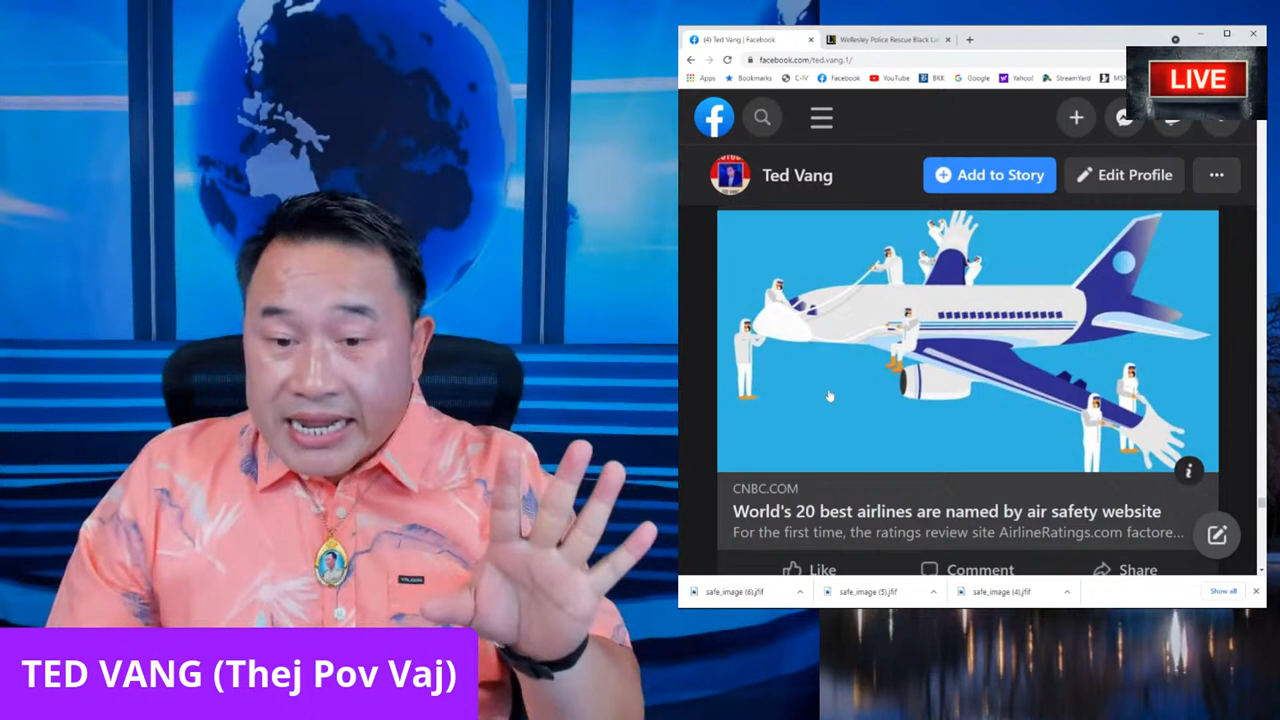 (4) Ted Vang | Facebook
Wellesley Police Rescue Black La
facebook.com/ted.vang.1/
Apps
Bookmarks
C-IV
Facebook
YouTube
BKK
Google
Yahoo!
StreamYard
LIVE
Ted Vang
Add to Story
Edit Profile
CNBC.COM
World's 20 best airlines are named by air safety website
For the first time, the ratings review site AirlineRatings.com factore...
Like
Comment
Share
safe_image (6).jfif
safe_image (5).jfif
safe_image (4).jfif
Show all
VOLCOM
TED VANG (Thej Pov Vaj)